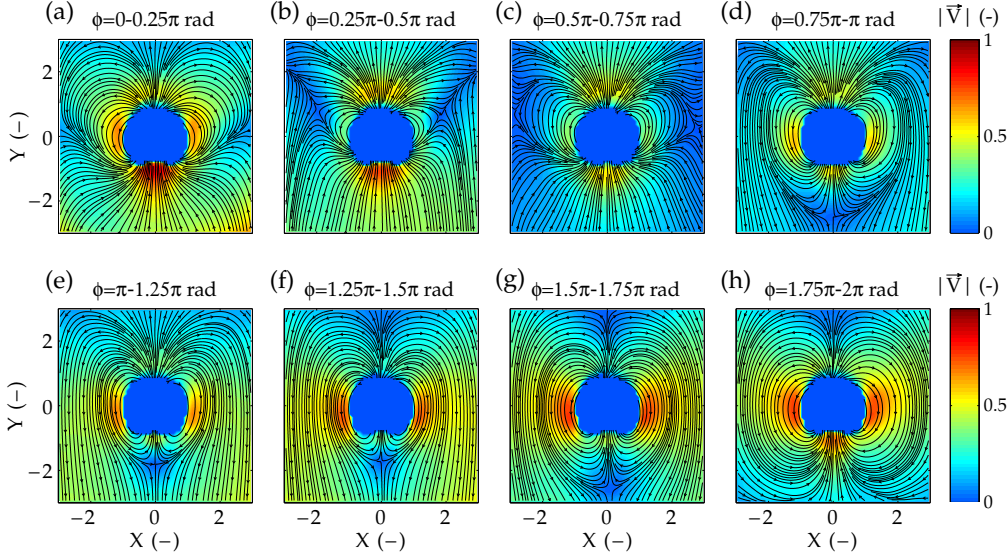 (a) (b) (c) (d)
ϕ=0-0.25π rad ϕ=0.25π-0.5π rad ϕ=0.5π-0.75π rad ϕ=0.75π-π rad |V⃗| (-)
2
0
−2
Y (−)
1
0.5
0
(e) (f) (g) (h)
ϕ=π-1.25π rad ϕ=1.25π-1.5π rad ϕ=1.5π-1.75π rad ϕ=1.75π-2π rad |V⃗| (-)
2
0
−2
Y (−)
1
0.5
0
−2 0 2 −2 0 2 −2 0 2 −2 0 2
X (−) X (−) X (−) X (−)